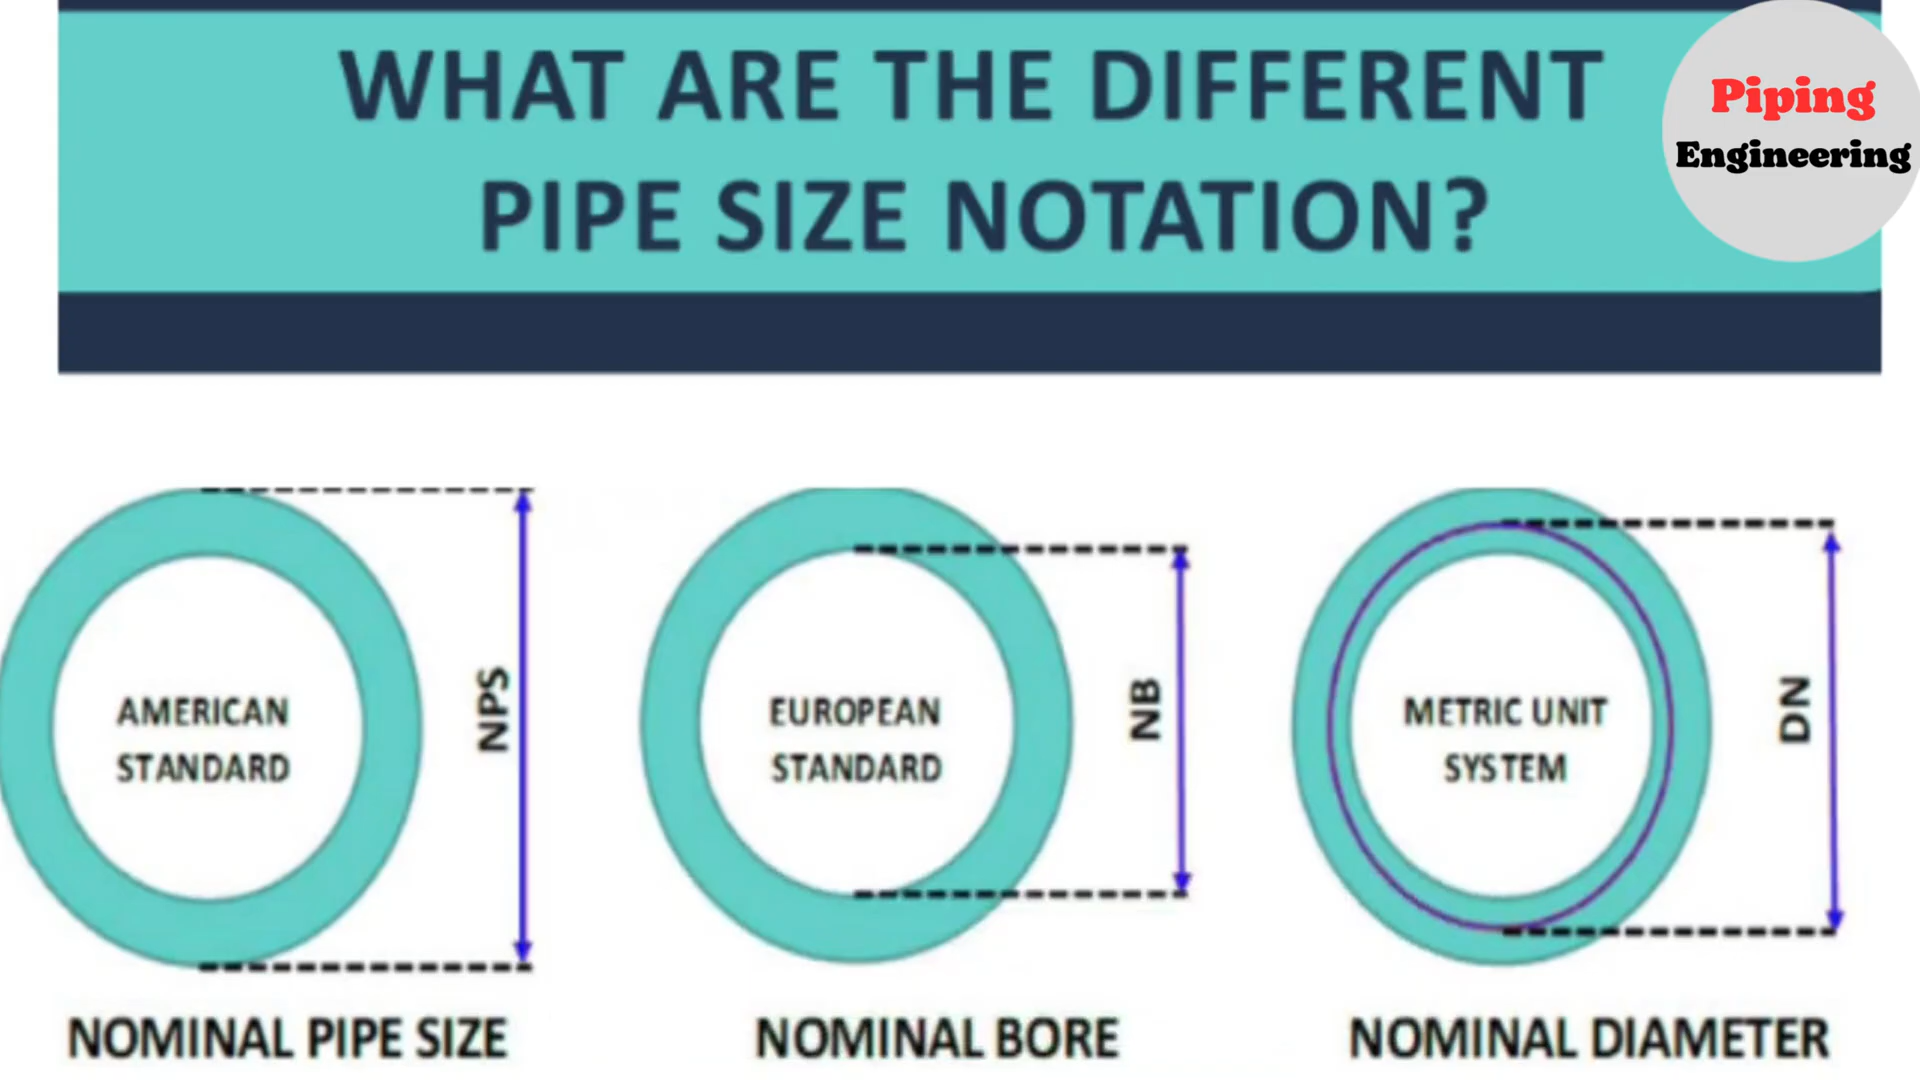 WHAT ARE THE DIFFERENT
PIPE SIZE NOTATION?
Piping
Engineering
AMERICAN
STANDARD
NPS
EUROPEAN
STANDARD
NB
METRIC UNIT
SYSTEM
DN
NOMINAL PIPE SIZE
NOMINAL BORE
NOMINAL DIAMETER